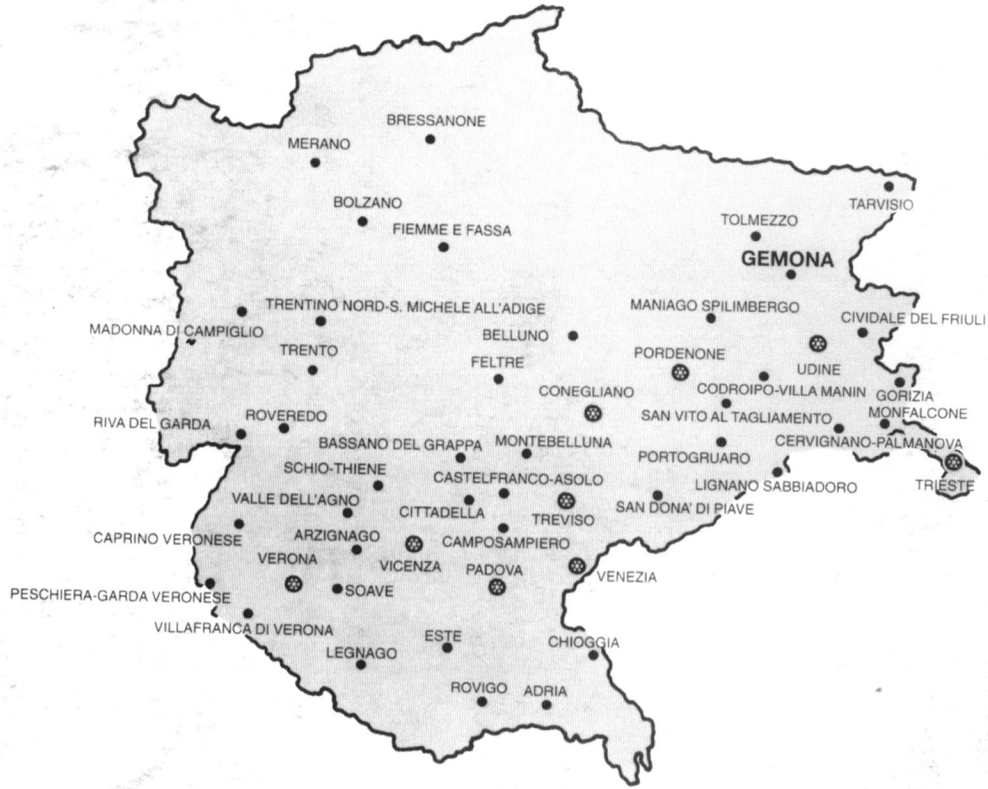 BRESSANONE
MERANO
TARVISIO
BOLZANO
TOLMEZZO
FIEMME E FASSA
GEMONA
TRENTINO NORD-S. MICHELE ALL'ADIGE
MANIAGO SPILIMBERGO
CIVIDALE DEL FRIULI
MADONNA DI CAMPIGLIO
BELLUNO
TRENTO
PORDENONE
FELTRE
UDINE
CONEGLIANO
CODROIPO-VILLA MANIN
GORIZIA
RIVA DEL GARDA
ROVEREDO
SAN VITO AL TAGLIAMENTO
MONFALCONE
BASSANO DEL GRAPPA
MONTEBELLUNA
CERVIGNANO-PALMANOVA
PORTOGRUARO
SCHIO-THIENE
CASTELFRANCO-ASOLO
LIGNANO SABBIADORO
TRIESTE
VALLE DELL'AGNO
CITTADELLA
TREVISO
SAN DONA' DI PIAVE
CAPRINO VERONESE
ARZIGNAGO
CAMPOSAMPIERO
VERONA
VICENZA
PADOVA
VENEZIA
PESCHIERA-GARDA VERONESE
SOAVE
VILLAFRANCA DI VERONA
ESTE
CHIOGGIA
LEGNAGO
ROVIGO
ADRIA